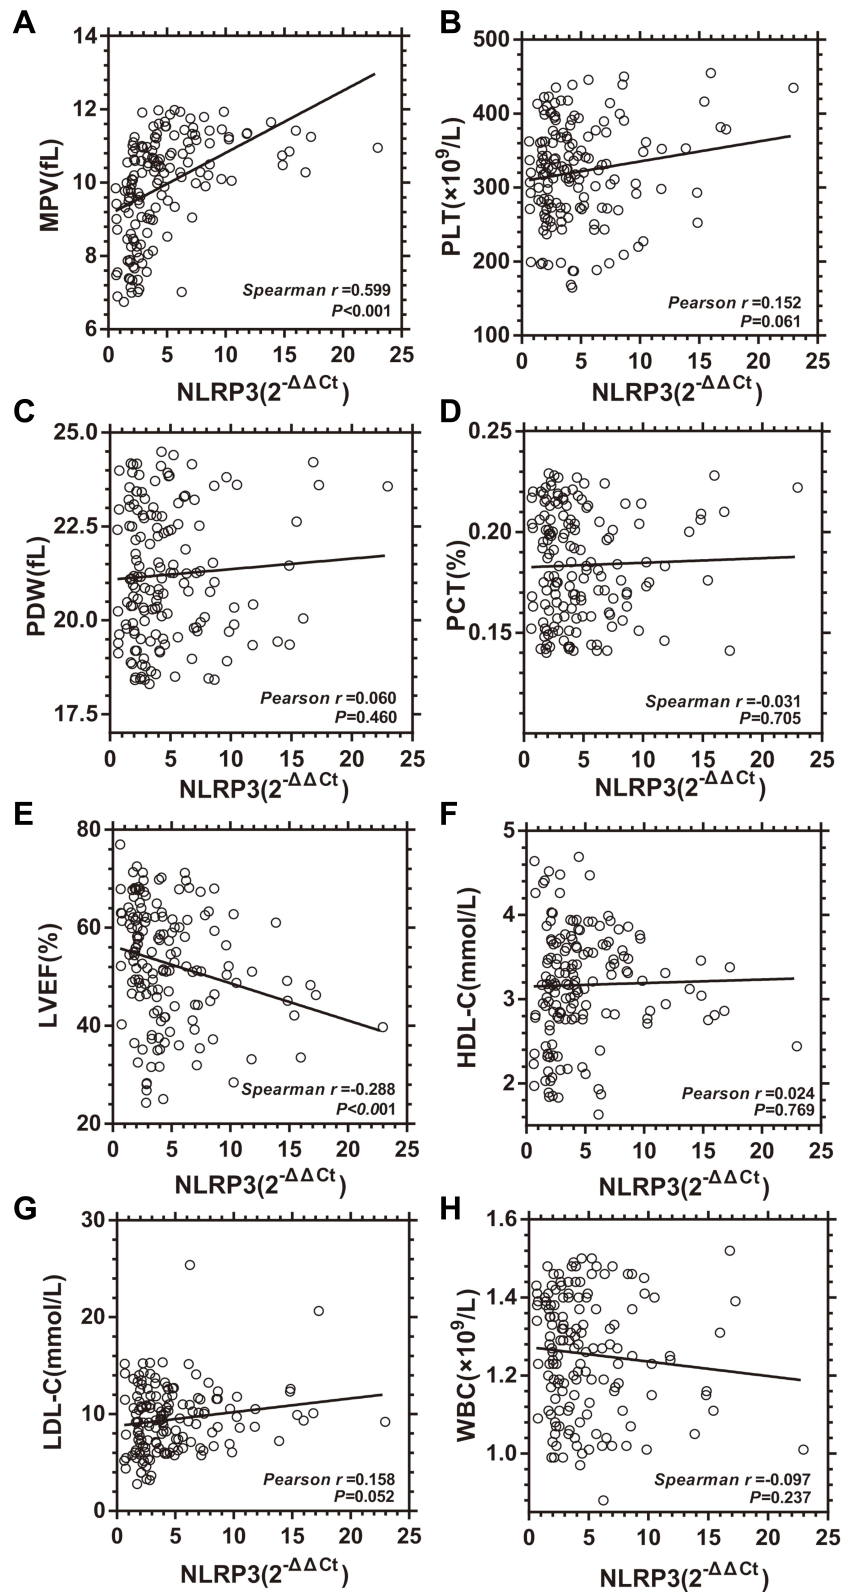 A
MPV(fL)
14
12
10
8
6
0 5 10 15 20 25
Spearman r=0.599
P<0.001
NLRP3(2-ΔΔCt)
B
PLT(×10⁹/L)
500
400
300
200
100
0 5 10 15 20 25
Pearson r=0.152
P=0.061
NLRP3(2-ΔΔCt)
C
PDW(fL)
25.0
22.5
20.0
17.5
0 5 10 15 20 25
Pearson r=0.060
P=0.460
NLRP3(2-ΔΔCt)
D
PCT(%)
0.25
0.20
0.15
0 5 10 15 20 25
Spearman r=-0.031
P=0.705
NLRP3(2-ΔΔCt)
E
LVEF(%)
80
60
40
20
0 5 10 15 20 25
Spearman r=-0.288
P<0.001
NLRP3(2-ΔΔCt)
F
HDL-C(mmol/L)
5
4
3
2
0 5 10 15 20 25
Pearson r=0.024
P=0.769
NLRP3(2-ΔΔCt)
G
LDL-C(mmol/L)
30
20
10
0
0 5 10 15 20 25
Pearson r=0.158
P=0.052
NLRP3(2-ΔΔCt)
H
WBC(×10⁹/L)
1.6
1.4
1.2
1.0
0 5 10 15 20 25
Spearman r=-0.097
P=0.237
NLRP3(2-ΔΔCt)